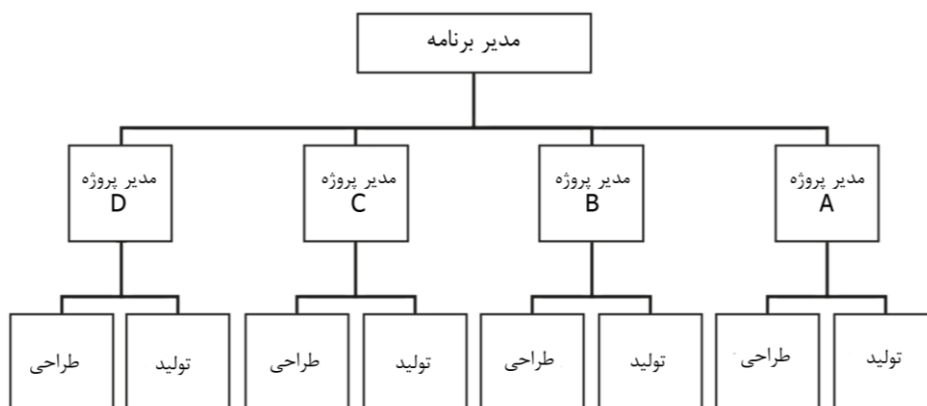 مدیر برنامه
مدیر پروژه
A
مدیر پروژه
B
مدیر پروژه
C
مدیر پروژه
D
تولید
طراحی
تولید
طراحی
تولید
طراحی
تولید
طراحی